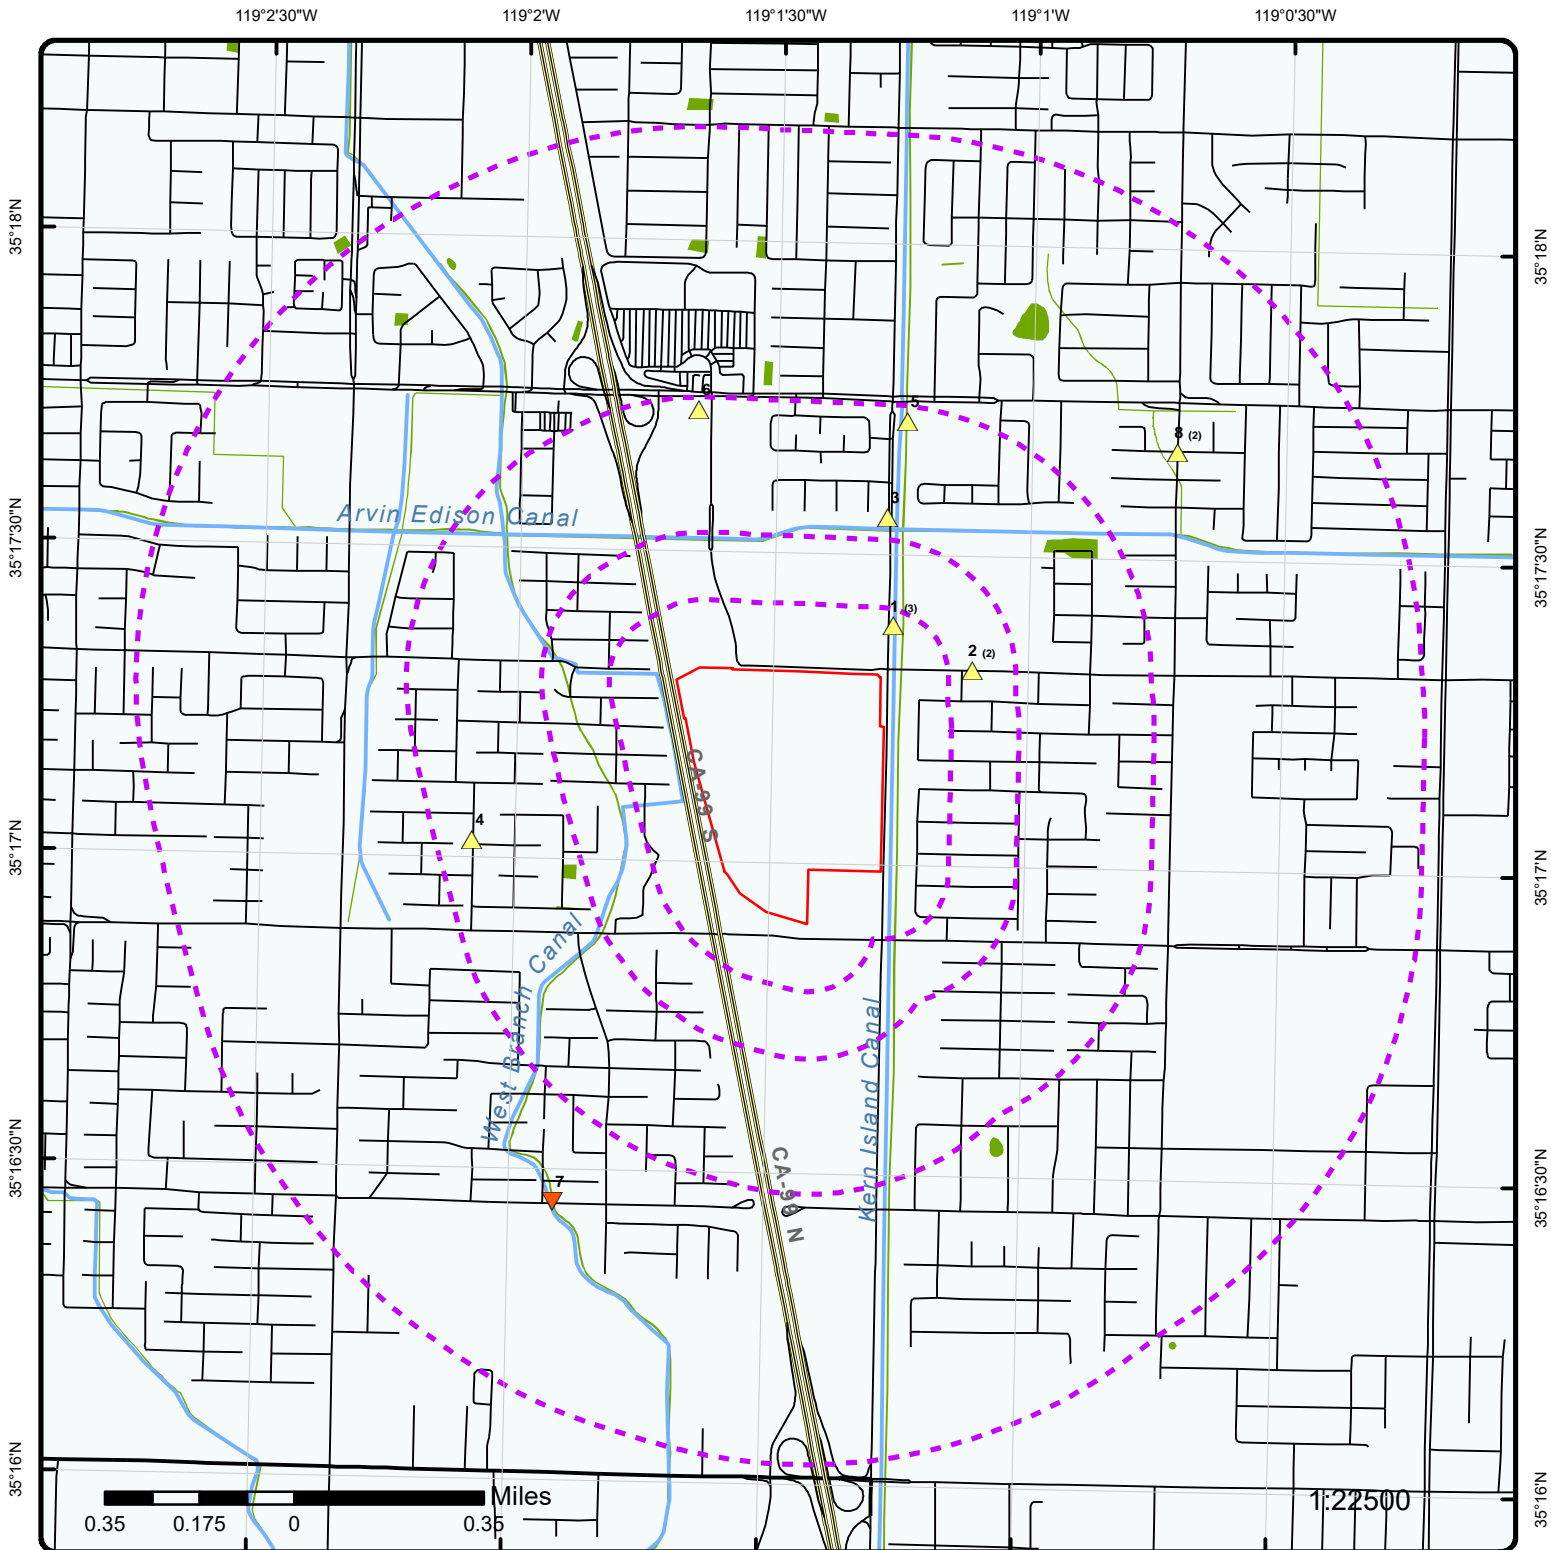 119°2'30"W 119°2'W 119°1'30"W 119°1'W 119°0'30"W
35°18'N
35°18'N
6
5
8 (2)
3
35°17'30"N
Arvin Edison Canal
35°17'30"N
1 (3)
2 (2)
CA-99 S
4
35°17'N
35°17'N
West Branch Canal
Kern Island Canal
35°16'30"N
7
CA-99 N
35°16'30"N
35°16'N
35°16'N
Miles
1:22500
0.35 0.175 0 0.35